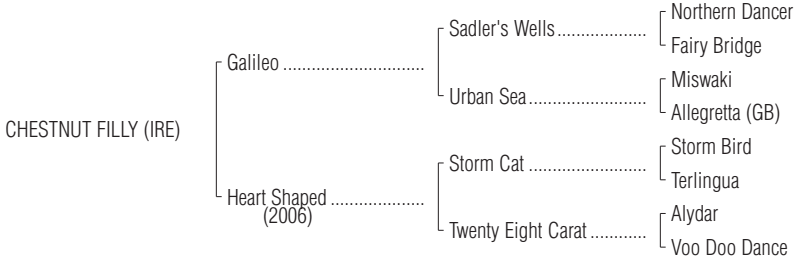 Northern Dancer
Sadler's Wells...................
Fairy Bridge
Galileo .............................
Miswaki
Urban Sea.........................
Allegretta (GB)
CHESTNUT FILLY (IRE)
Storm Bird
Storm Cat .........................
Terlingua
Heart Shaped ....................
(2006)
Alydar
Twenty Eight Carat ............
Voo Doo Dance